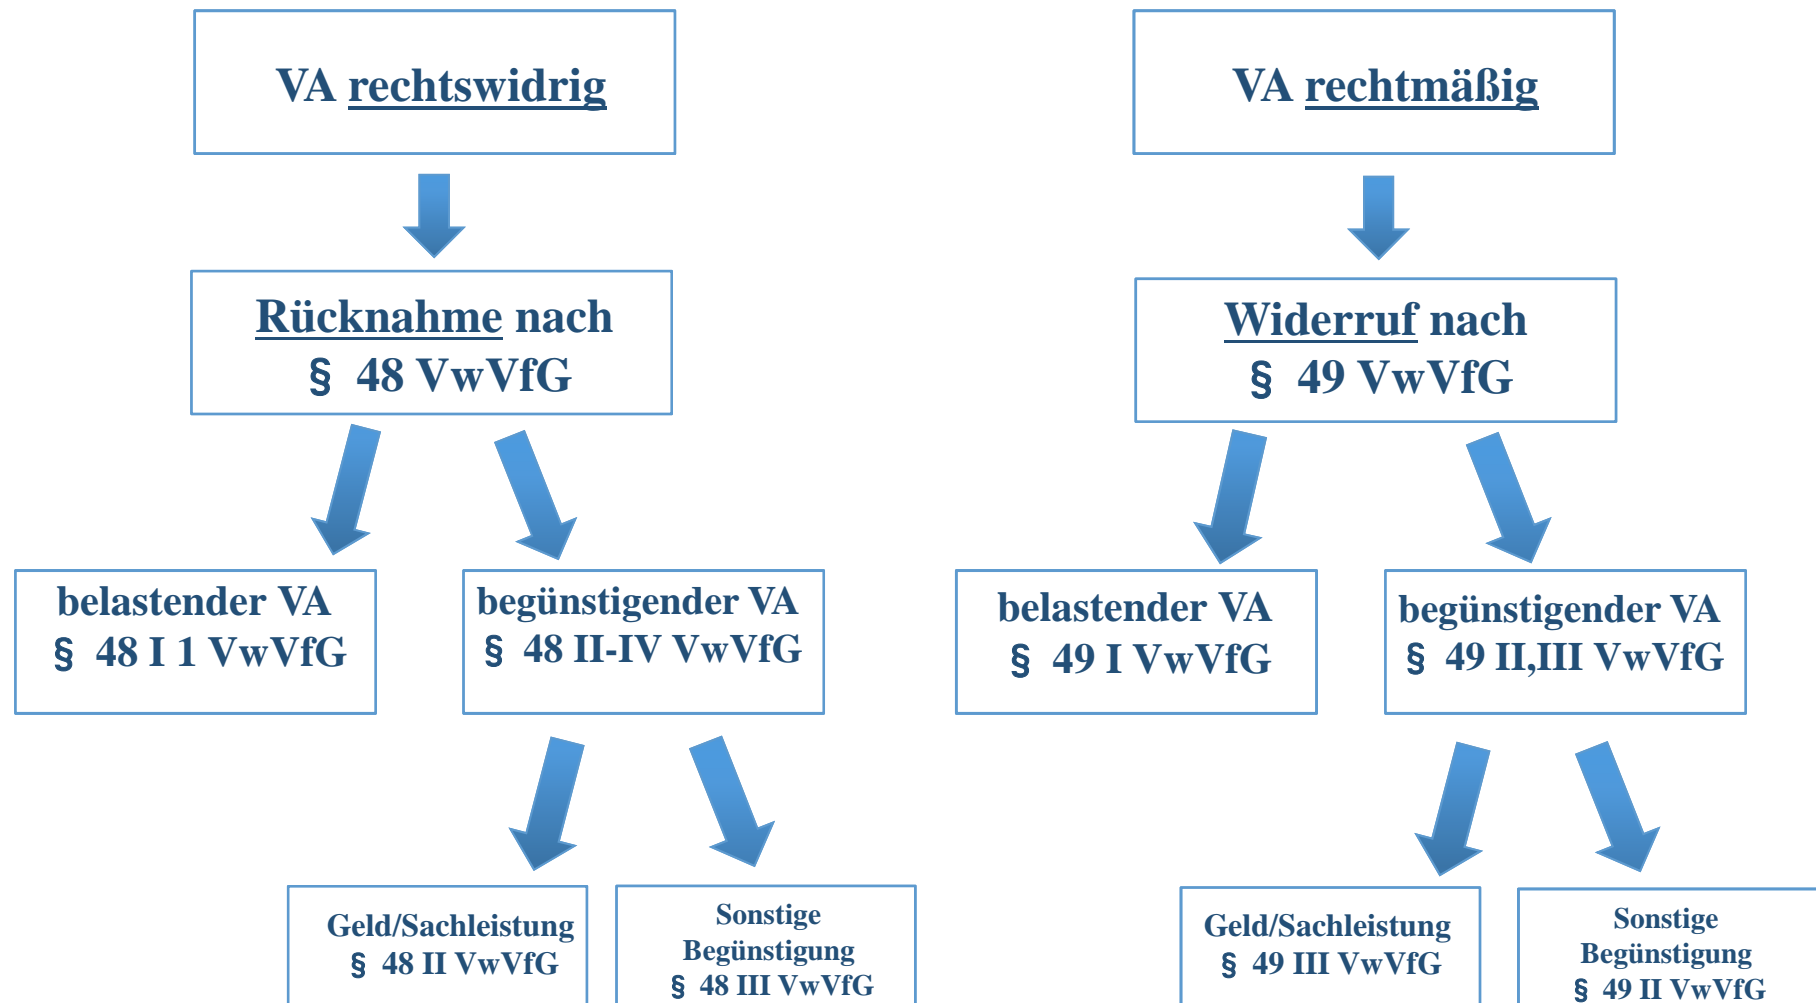 VA rechtswidrig
VA rechtmäßig
Rücknahme nach
§ 48 VwVfG
Widerruf nach
§ 49 VwVfG
belastender VA
§ 48 I 1 VwVfG
begünstigender VA
§ 48 II-IV VwVfG
belastender VA
§ 49 I VwVfG
begünstigender VA
§ 49 II,III VwVfG
Geld/Sachleistung
§ 48 II VwVfG
Sonstige
Begünstigung
§ 48 III VwVfG
Geld/Sachleistung
§ 49 III VwVfG
Sonstige
Begünstigung
§ 49 II VwVfG